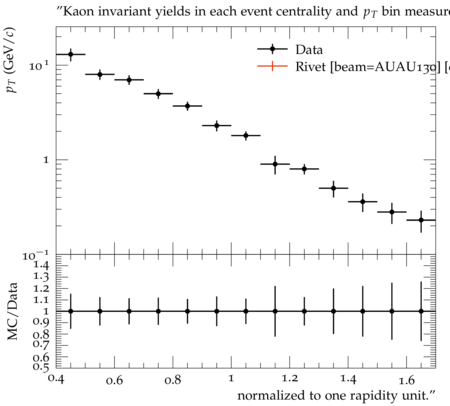 "Kaon invariant yields in each event centrality and pT bin measure
pT (GeV/c)
Data
Rivet [beam=AUAU130] [
10^1
1
10^-1
MC/Data
1.4
1.3
1.2
1.1
1
0.9
0.8
0.7
0.6
0.5
0.4 0.6 0.8 1 1.2 1.4 1.6
normalized to one rapidity unit."